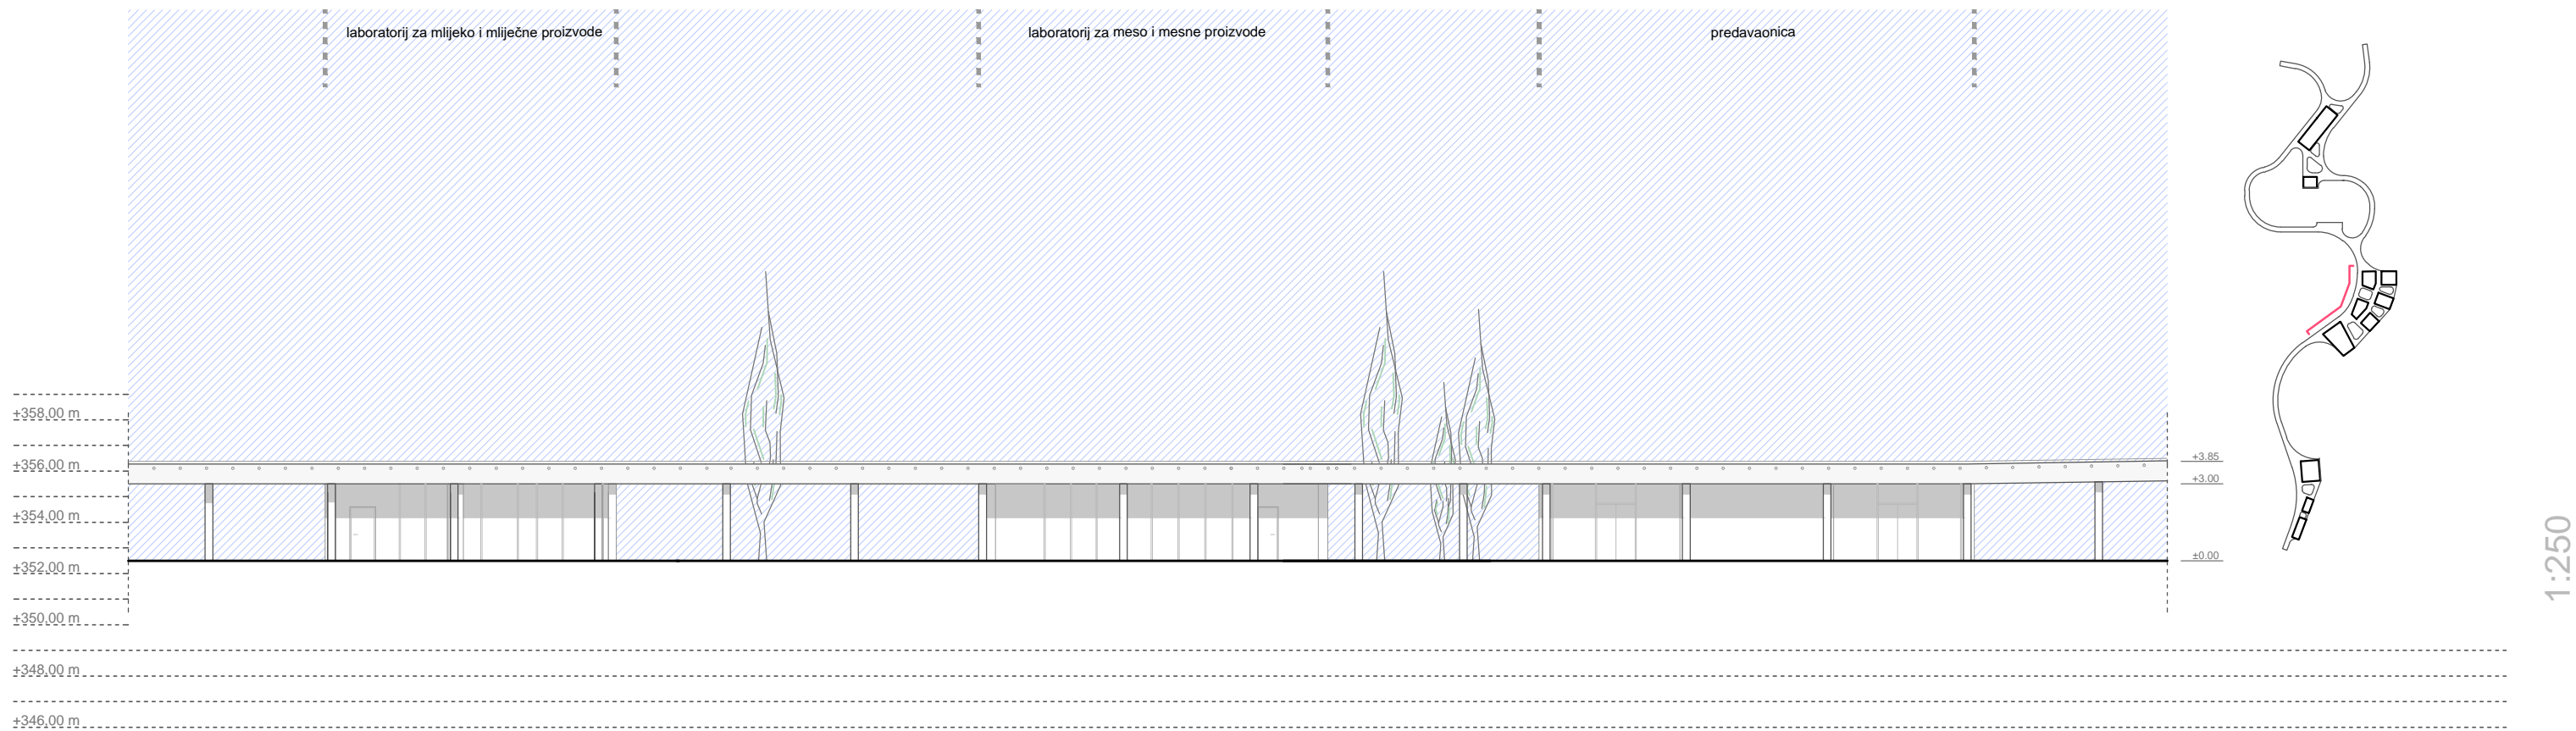 laboratorij za mlijeko i mliječne proizvode
laboratorij za meso i mesne proizvode
predavaonica
+358,00 m
+356,00 m
+354,00 m
+352,00 m
+350,00 m
+348,00 m
+346,00 m
+3.85
+3.00
±0.00
1:250